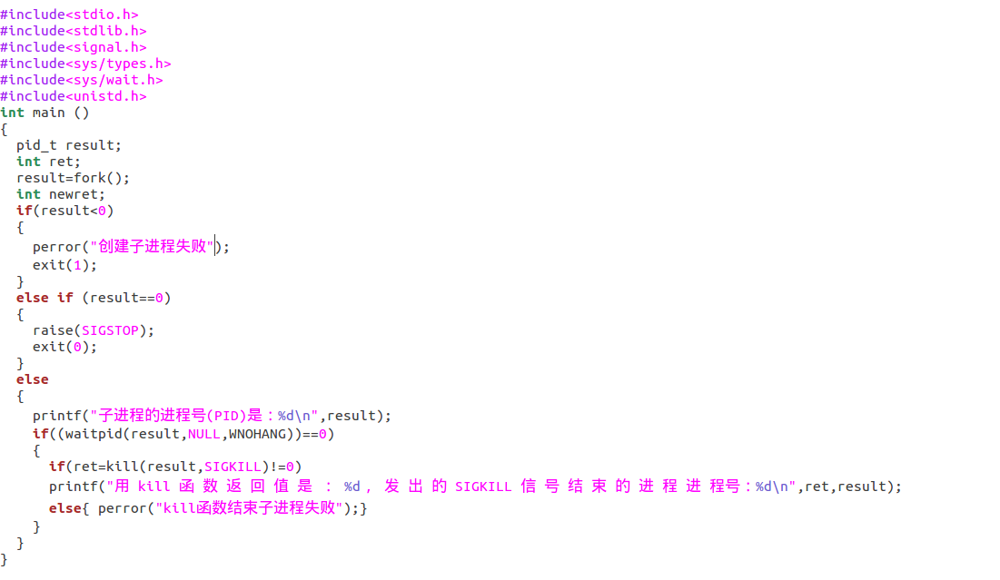 #include<stdio.h>
#include<stdlib.h>
#include<signal.h>
#include<sys/types.h>
#include<sys/wait.h>
#include<unistd.h>
int main ()
{
  pid_t result;
  int ret;
  result=fork();
  int newret;
  if(result<0)
  {
    perror("创建子进程失败");
    exit(1);
  }
  else if (result==0)
  {
    raise(SIGSTOP);
    exit(0);
  }
  else
  {
    printf("子进程的进程号(PID)是：%d\n",result);
    if((waitpid(result,NULL,WNOHANG))==0)
    {
      if(ret=kill(result,SIGKILL)!=0)
      printf("用 kill 函 数 返 回 值 是 ： %d ，发 出 的 SIGKILL 信 号 结 束 的 进 程 进 程号：%d\n",ret,result);
      else{ perror("kill函数结束子进程失败");}
    }
  }
}